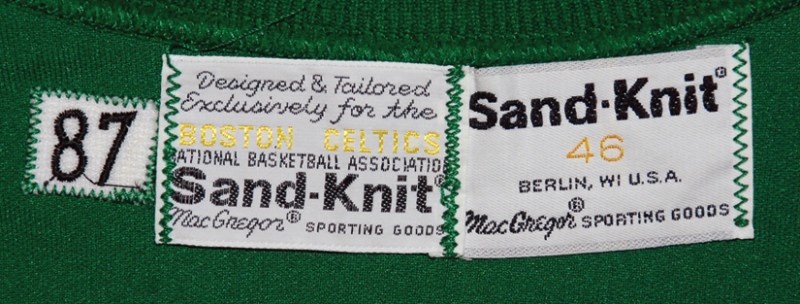 87
Designed & Tailored
Exclusively for the
BOSTON CELTICS
NATIONAL BASKETBALL ASSOCIATIO
Sand-Knit
MacGregor® SPORTING GOODS
Sand-Knit®
46
BERLIN, WI U.S.A.
MacGregor® SPORTING GOODS